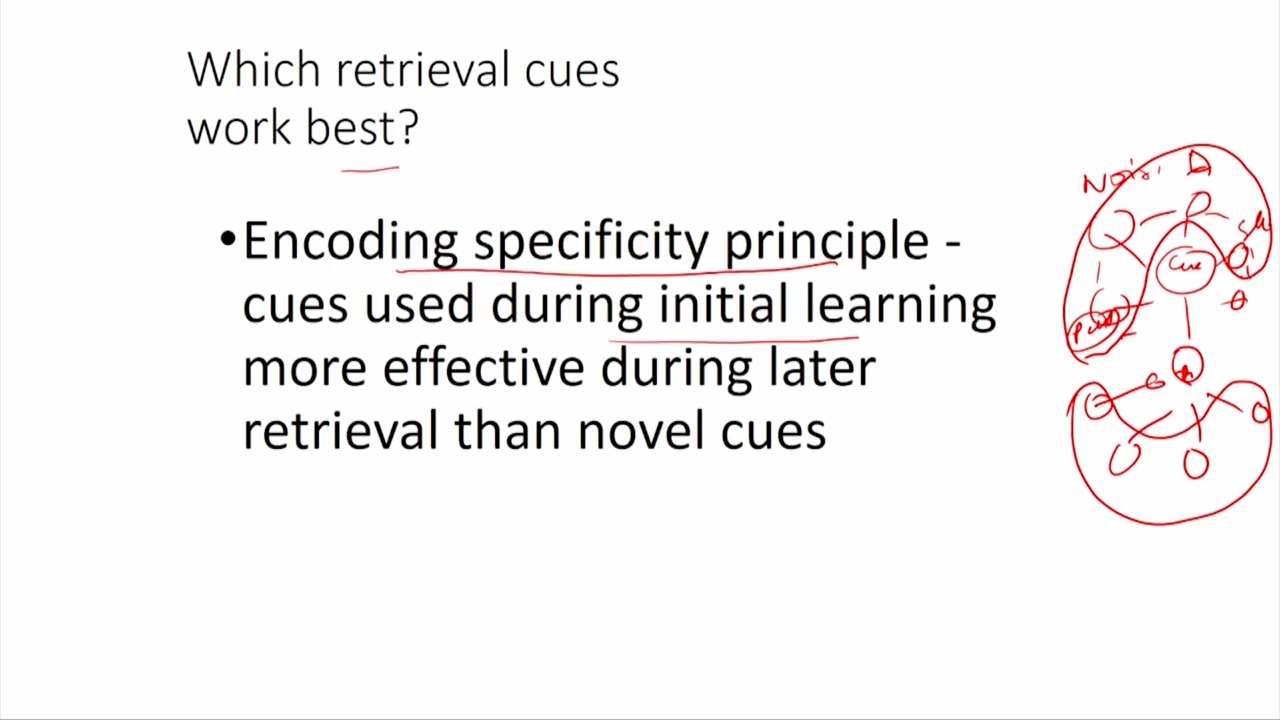 Which retrieval cues
work best?
•Encoding specificity principle -
cues used during initial learning
more effective during later
retrieval than novel cues
Cue